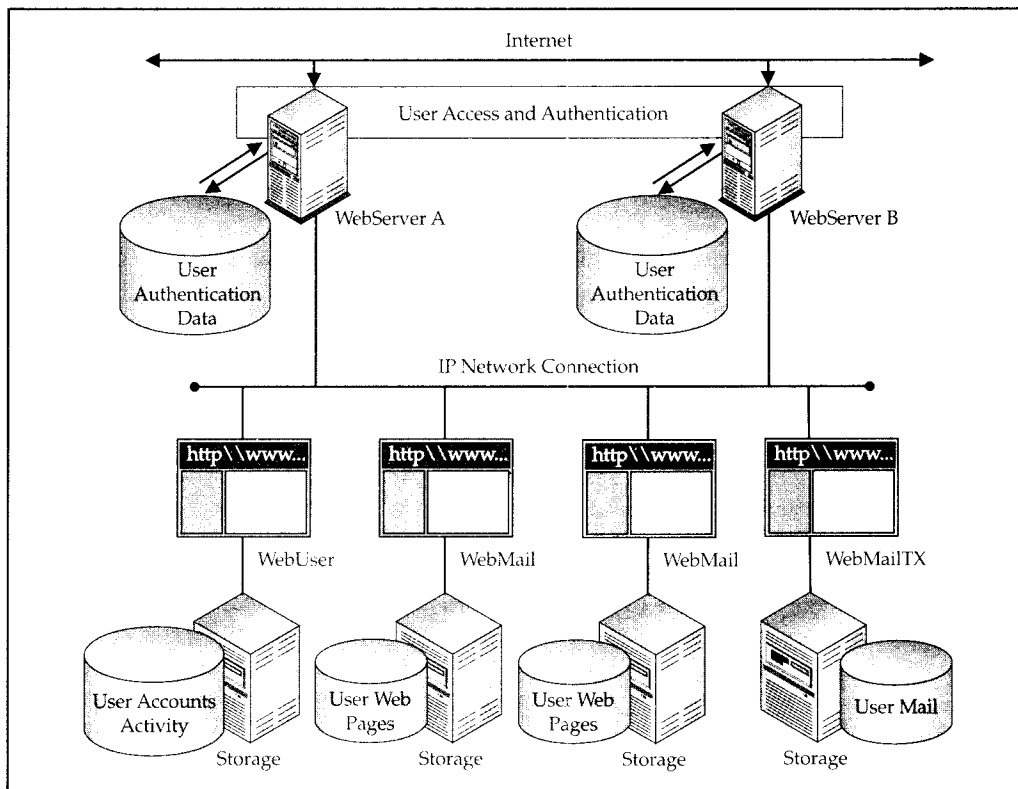 Internet
User Access and Authentication
WebServer A
WebServer B
User
Authentication
Data
User
Authentication
Data
IP Network Connection
http\\www...
http\\www...
http\\www...
http\\www...
WebUser
WebMail
WebMail
WebMailTX
User Accounts
Activity
User Web
Pages
User Web
Pages
User Mail
Storage
Storage
Storage
Storage